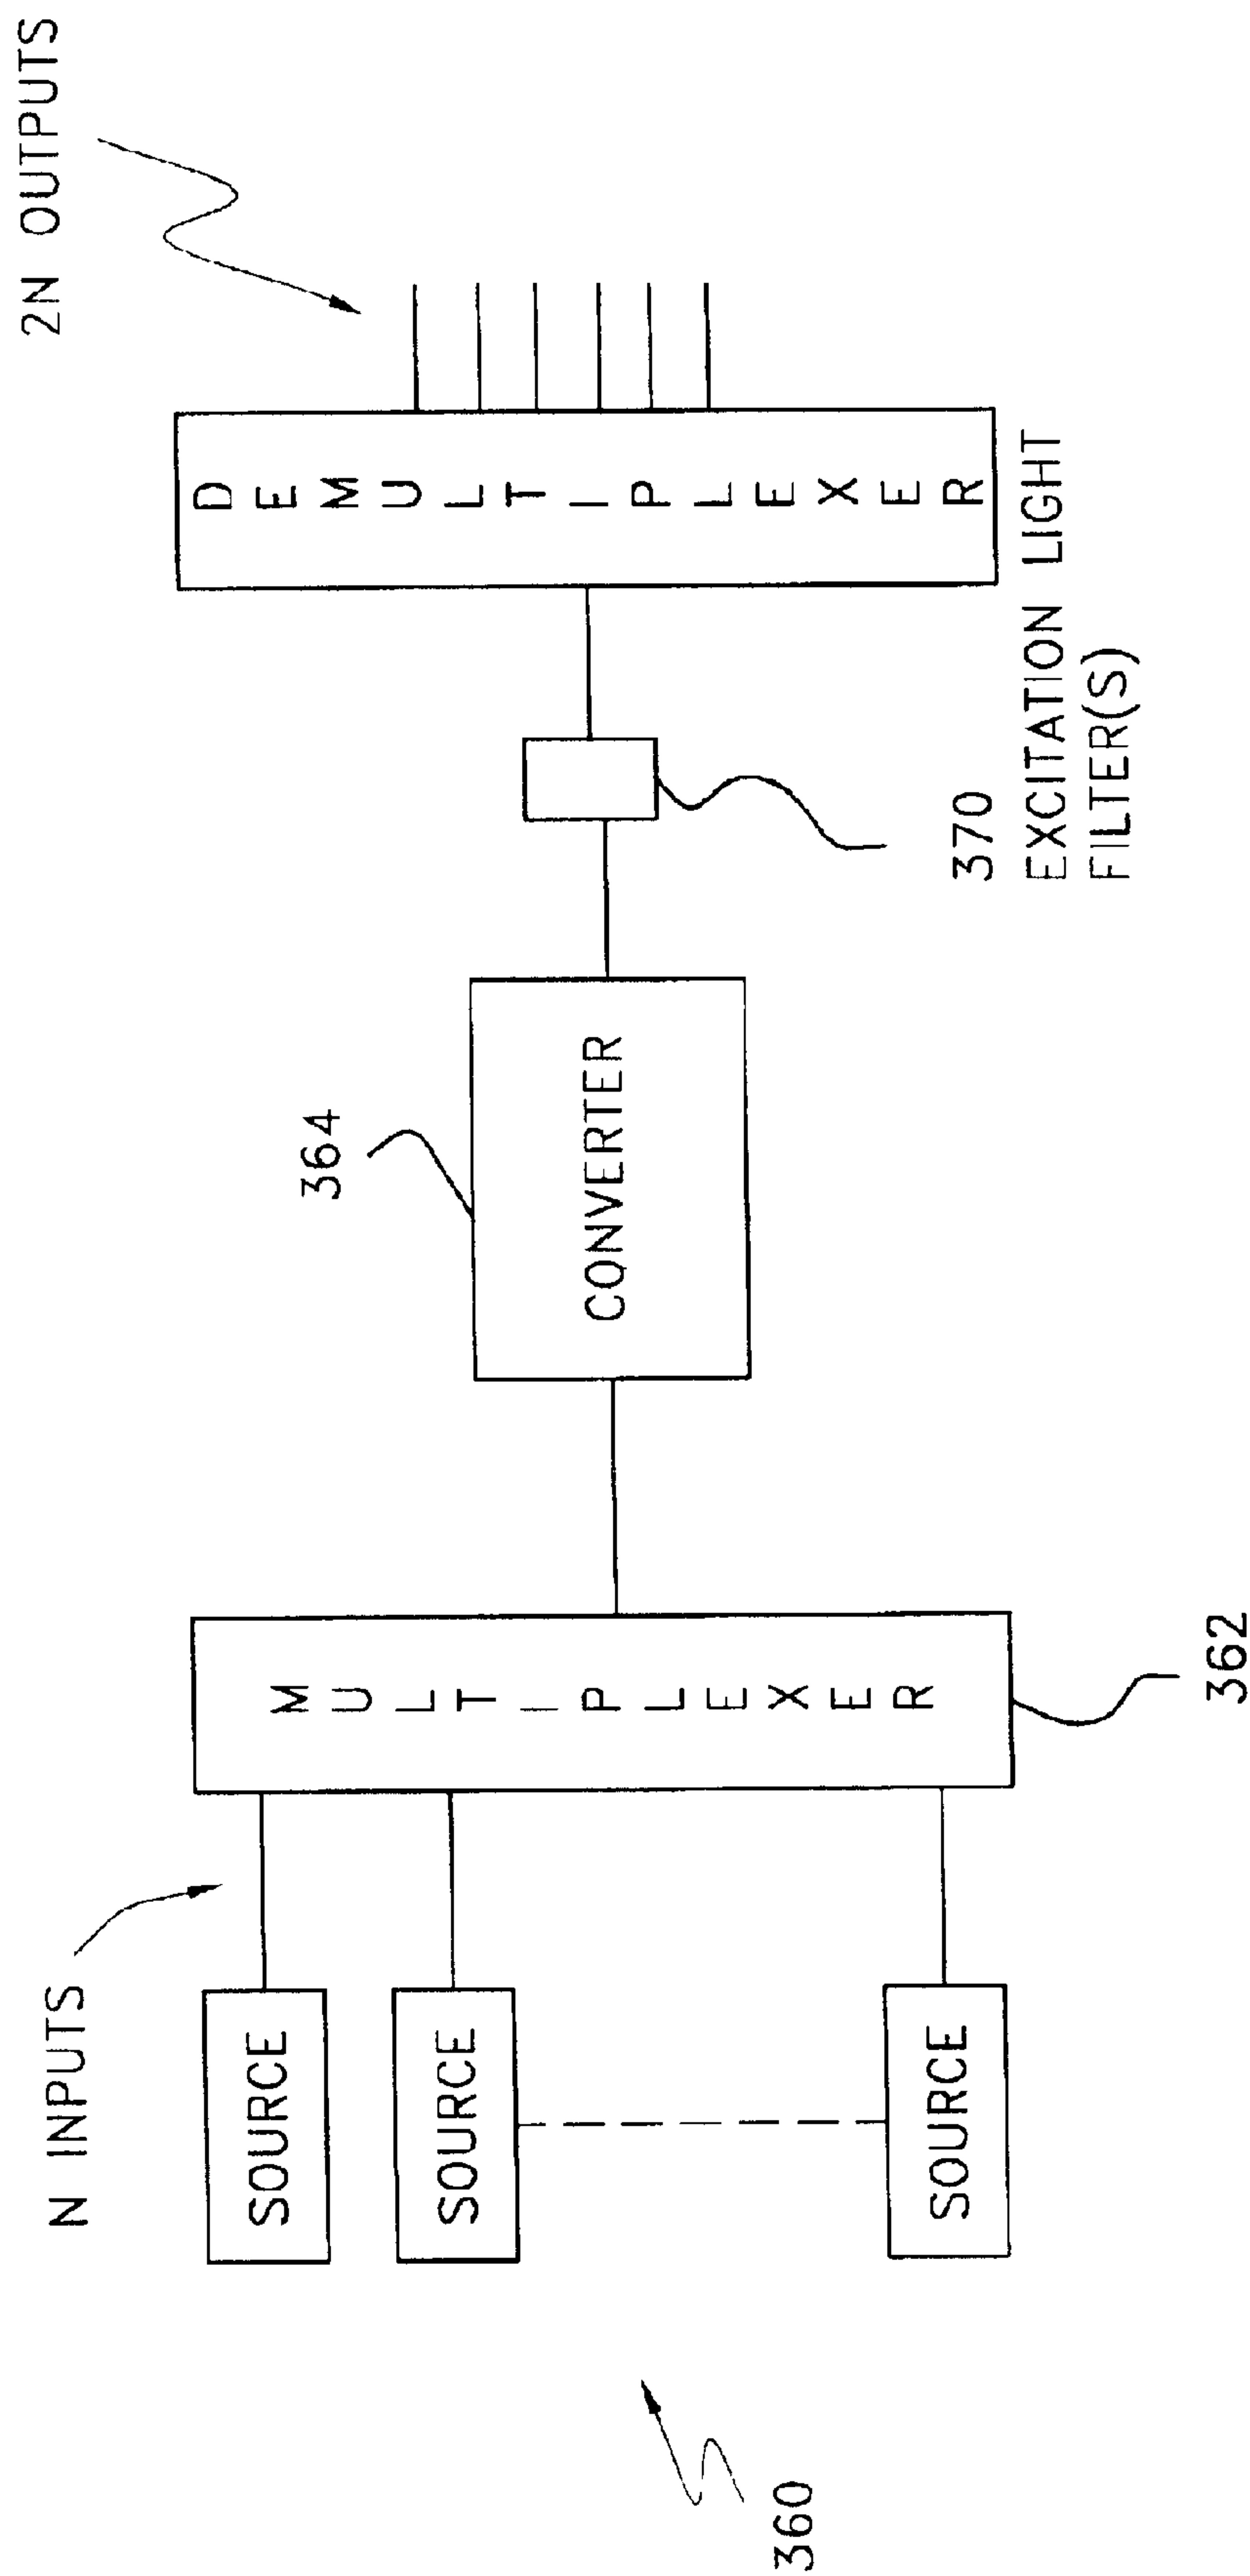 2N OUTPUTS
DEMULTIPLEXER
370
EXCITATION LIGHT
FILTER(S)
364
CONVERTER
MULTIPLEXER
362
N INPUTS
SOURCE
SOURCE
SOURCE
360